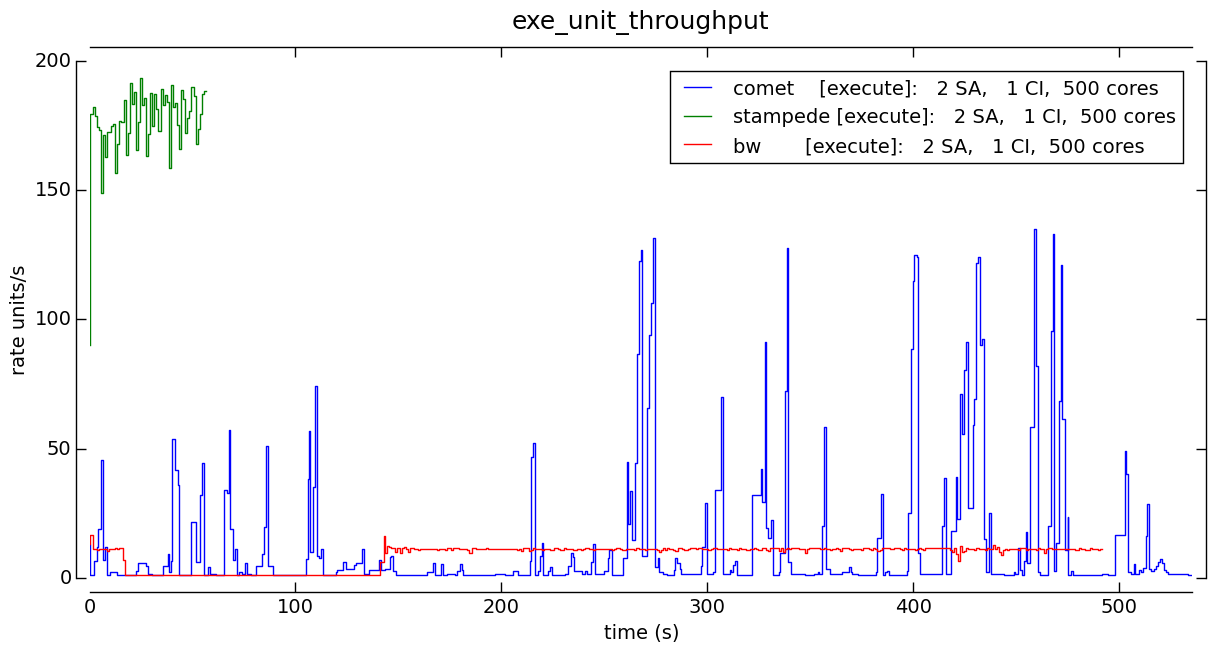 exe_unit_throughput
200
150
100
50
0
rate units/s
comet [execute]: 2 SA, 1 CI, 500 cores
stampede [execute]: 2 SA, 1 CI, 500 cores
bw [execute]: 2 SA, 1 CI, 500 cores
0 100 200 300 400 500
time (s)